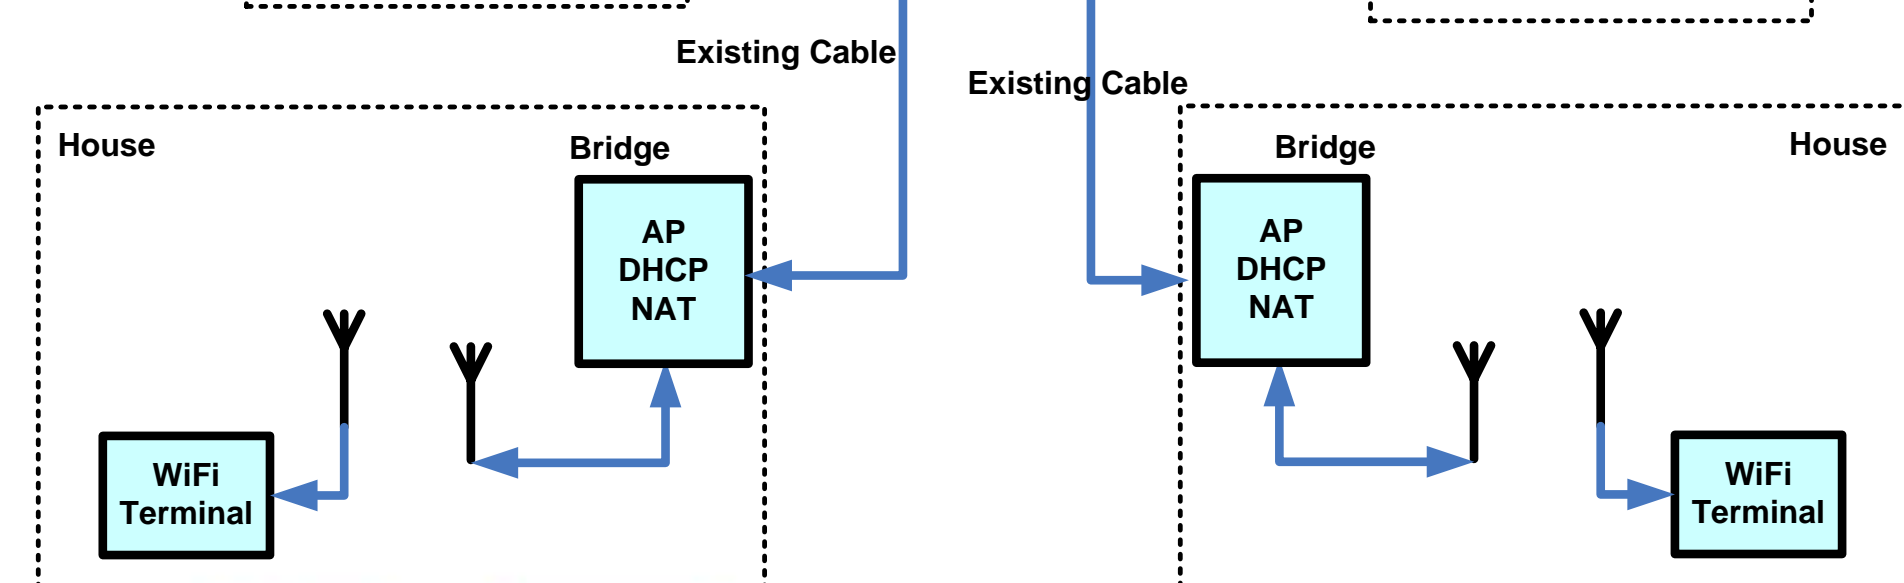 Existing Cable
Existing Cable
House
Bridge
AP
DHCP
NAT
WiFi
Terminal
Bridge
House
AP
DHCP
NAT
WiFi
Terminal